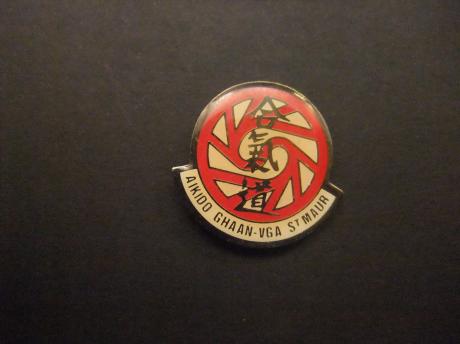 合氣道
AIKIDO GHAAN-VGA ST MAUR